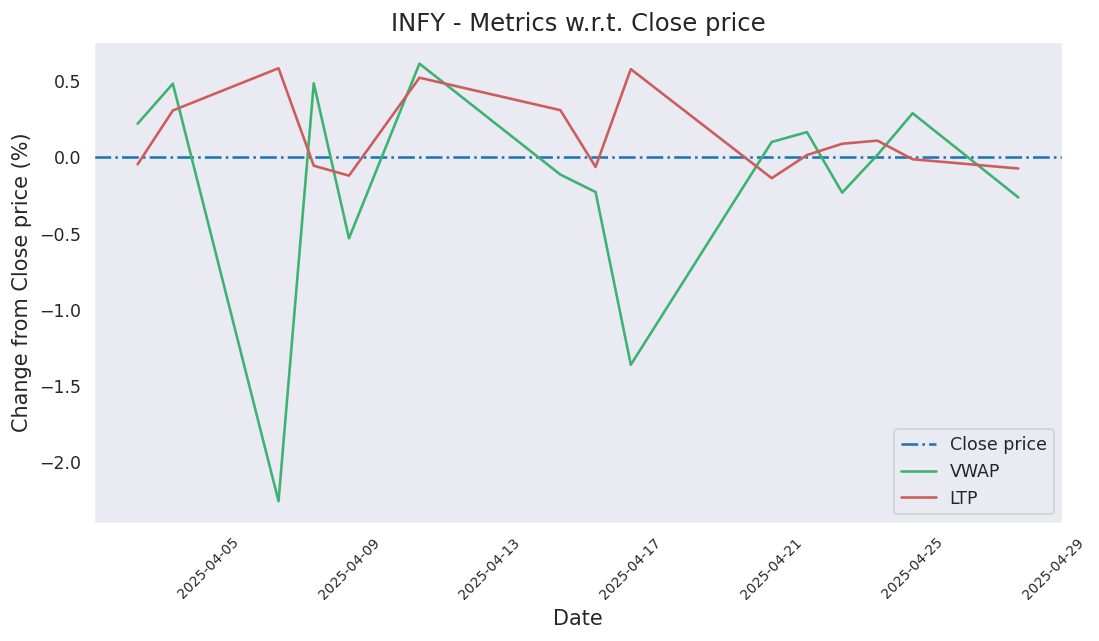 INFY - Metrics w.r.t. Close price
Change from Close price (%)
0.5
0.0
−0.5
−1.0
−1.5
−2.0
Close price
VWAP
LTP
2025-04-05
2025-04-09
2025-04-13
2025-04-17
2025-04-21
2025-04-25
2025-04-29
Date